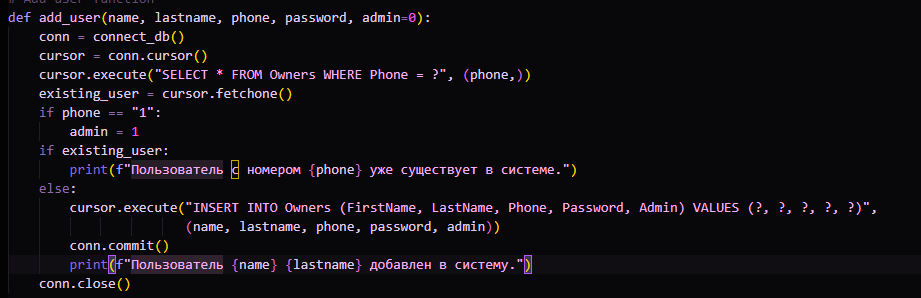 # Add user function
def add_user(name, lastname, phone, password, admin=0):
    conn = connect_db()
    cursor = conn.cursor()
    cursor.execute("SELECT * FROM Owners WHERE Phone = ?", (phone,))
    existing_user = cursor.fetchone()
    if phone == "1":
        admin = 1
    if existing_user:
        print(f"Пользователь с номером {phone} уже существует в системе.")
    else:
        cursor.execute("INSERT INTO Owners (FirstName, LastName, Phone, Password, Admin) VALUES (?, ?, ?, ?, ?)",
                       (name, lastname, phone, password, admin))
        conn.commit()
        print(f"Пользователь {name} {lastname} добавлен в систему.")
    conn.close()